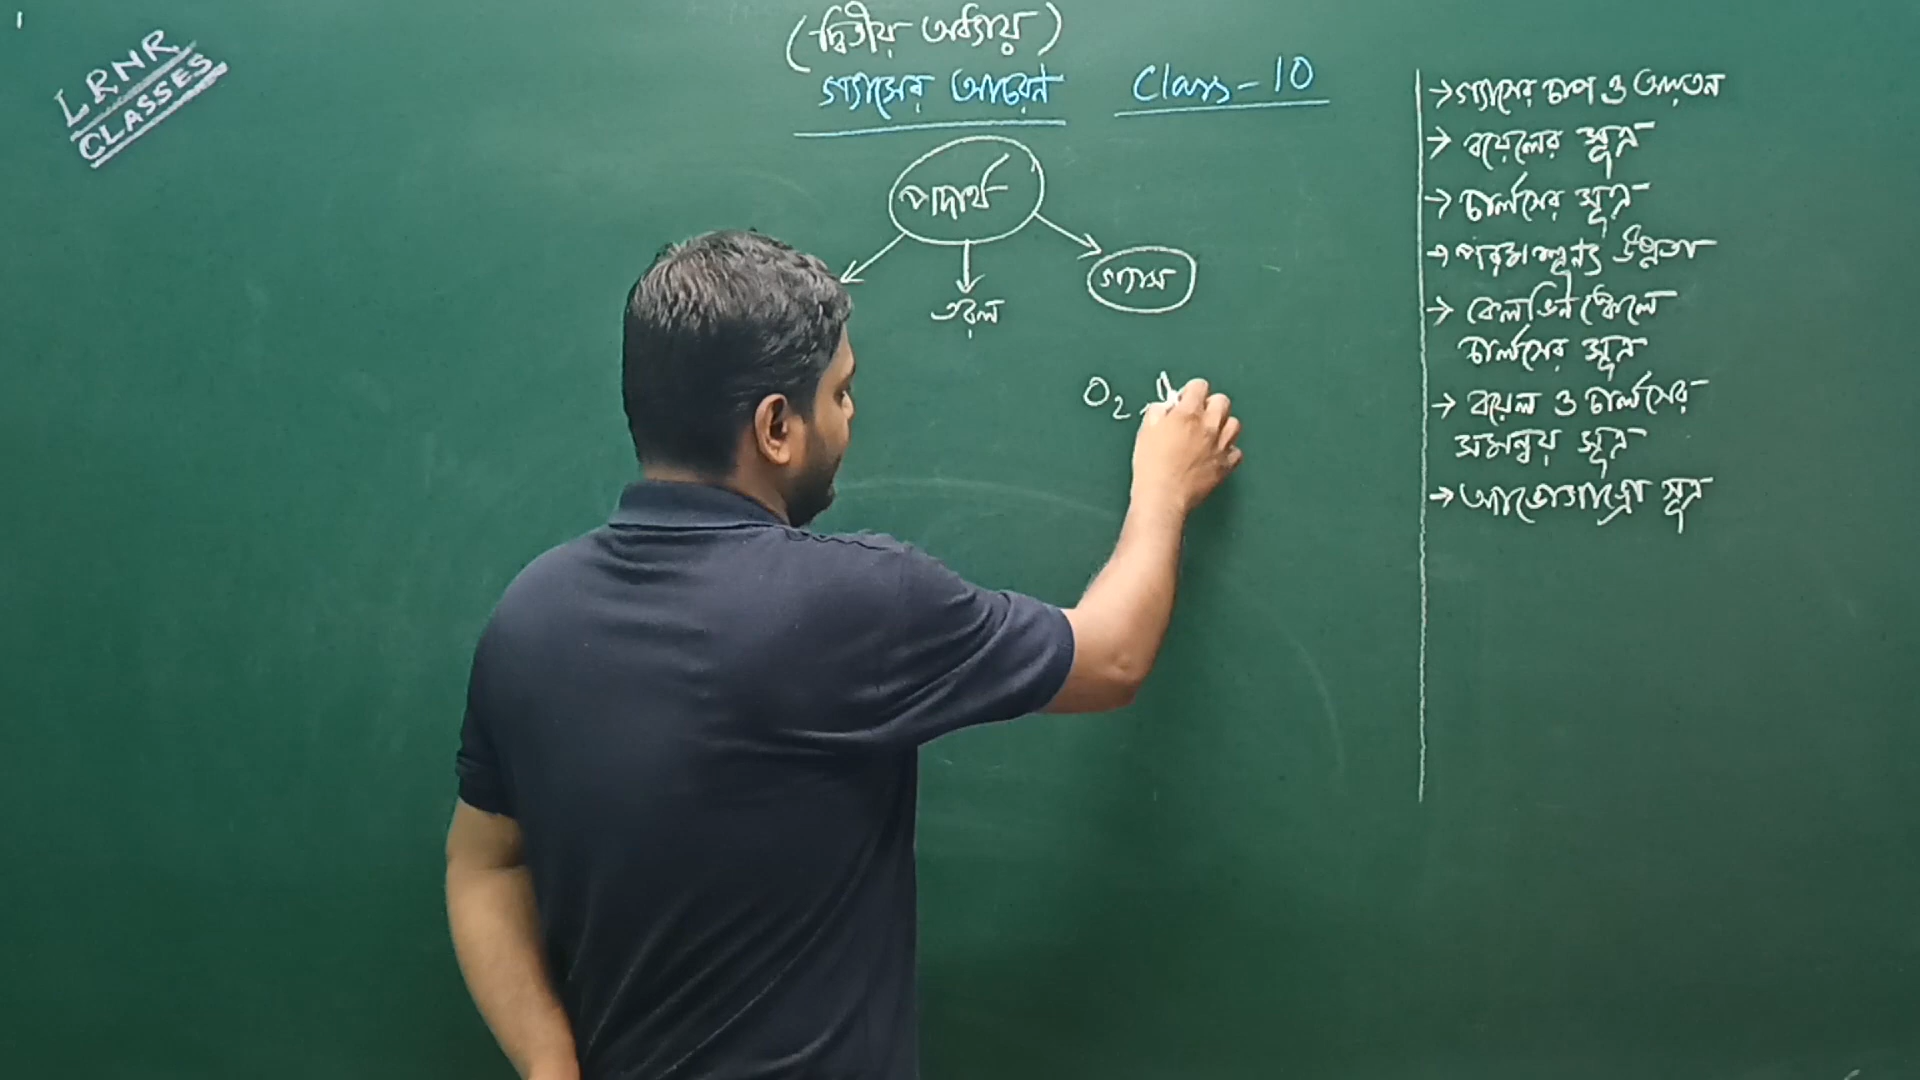 LRNR
CLASSES
(দ্বিতীয় অধ্যায়)
গ্যাসের আচরণ Class - 10
পদার্থ
তরল
গ্যাস
O2,
→ গ্যাসের চাপ ও আয়তন
→ বয়েলের সূত্র
→ চার্লসের সূত্র
→ পরমশূন্য উষ্ণতা
→ কেলভিন স্কেলে
চার্লসের সূত্র
→ বয়েল ও চার্লসের
সমন্বয় সূত্র
→ অ্যাভোগাড্রো সূত্র